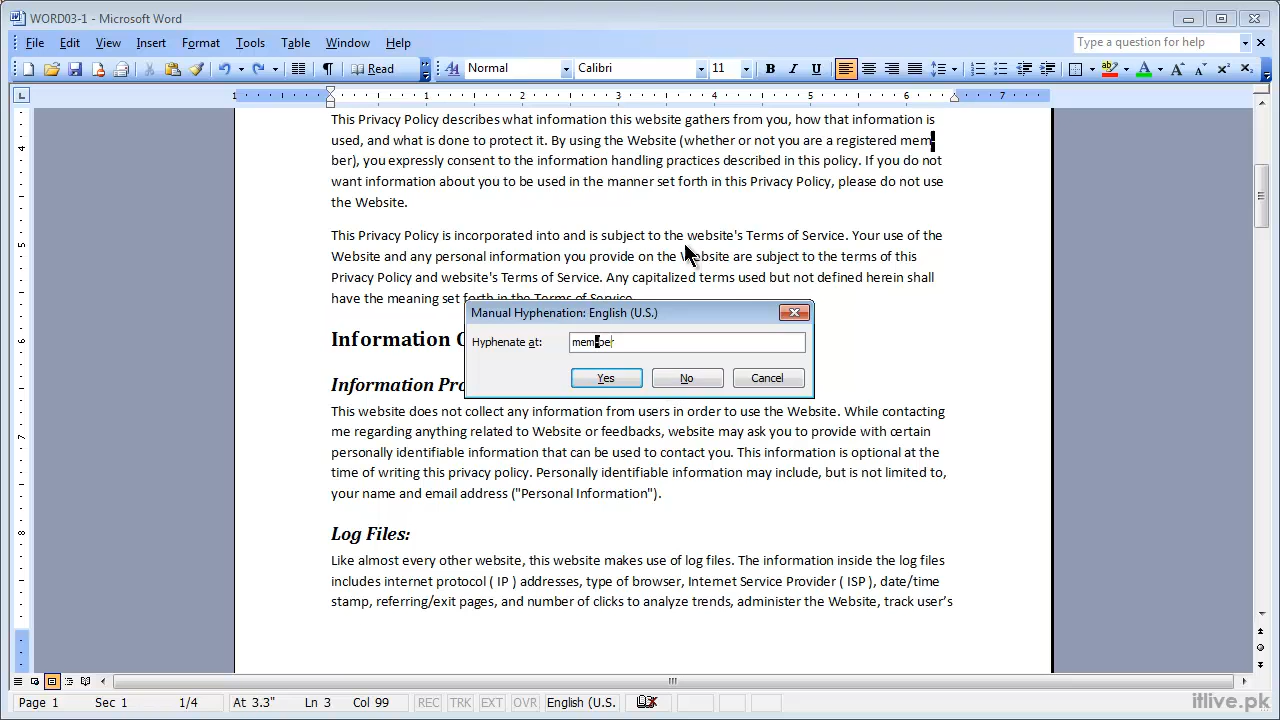 WORD03-1 - Microsoft Word
File Edit View Insert Format Tools Table Window Help
Type a question for help
Read Normal Calibri 11
1 1 2 3 4 5 6 7
This Privacy Policy describes what information this website gathers from you, how that information is
used, and what is done to protect it. By using the Website (whether or not you are a registered mem-
ber), you expressly consent to the information handling practices described in this policy. If you do not
want information about you to be used in the manner set forth in this Privacy Policy, please do not use
the Website.
This Privacy Policy is incorporated into and is subject to the website's Terms of Service. Your use of the
Website and any personal information you provide on the Website are subject to the terms of this
Privacy Policy and website's Terms of Service. Any capitalized terms used but not defined herein shall
have the meaning set forth in the Terms of Service.
Manual Hyphenation: English (U.S.)
Hyphenate at: mem-ber
Yes No Cancel
Information
Information
This website does not collect any information from users in order to use the Website. While contacting
me regarding anything related to Website or feedbacks, website may ask you to provide with certain
personally identifiable information that can be used to contact you. This information is optional at the
time of writing this privacy policy. Personally identifiable information may include, but is not limited to,
your name and email address ("Personal Information").
Log Files:
Like almost every other website, this website makes use of log files. The information inside the log files
includes internet protocol ( IP ) addresses, type of browser, Internet Service Provider ( ISP ), date/time
stamp, referring/exit pages, and number of clicks to analyze trends, administer the Website, track user’s
4
5
7
8
Page 1 Sec 1 1/4 At 3.3" Ln 3 Col 99 REC TRK EXT OVR English (U.S.
itlive.pk